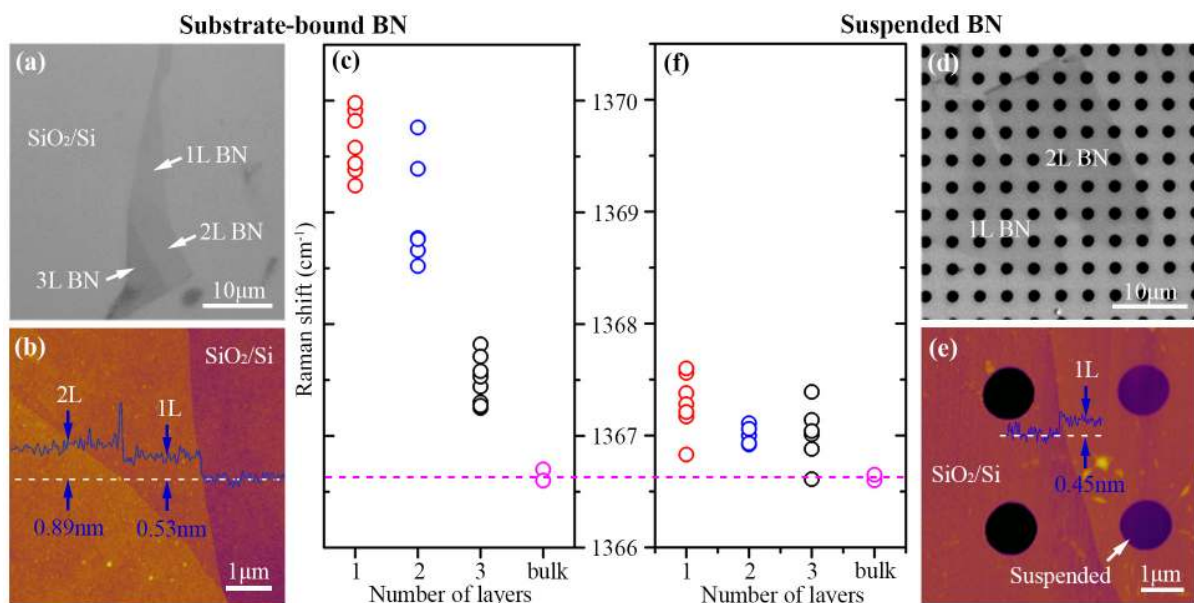 Substrate-bound BN
Suspended BN
(a)
SiO₂/Si
1L BN
2L BN
3L BN
10μm
(b)
SiO₂/Si
2L
1L
0.89nm
0.53nm
1μm
(c)
Raman shift (cm⁻¹)
1 2 3 bulk
Number of layers
1370
1369
1368
1367
1366
(f)
1 2 3 bulk
Number of layers
(d)
2L BN
1L BN
10μm
(e)
1L
SiO₂/Si
0.45nm
Suspended
1μm